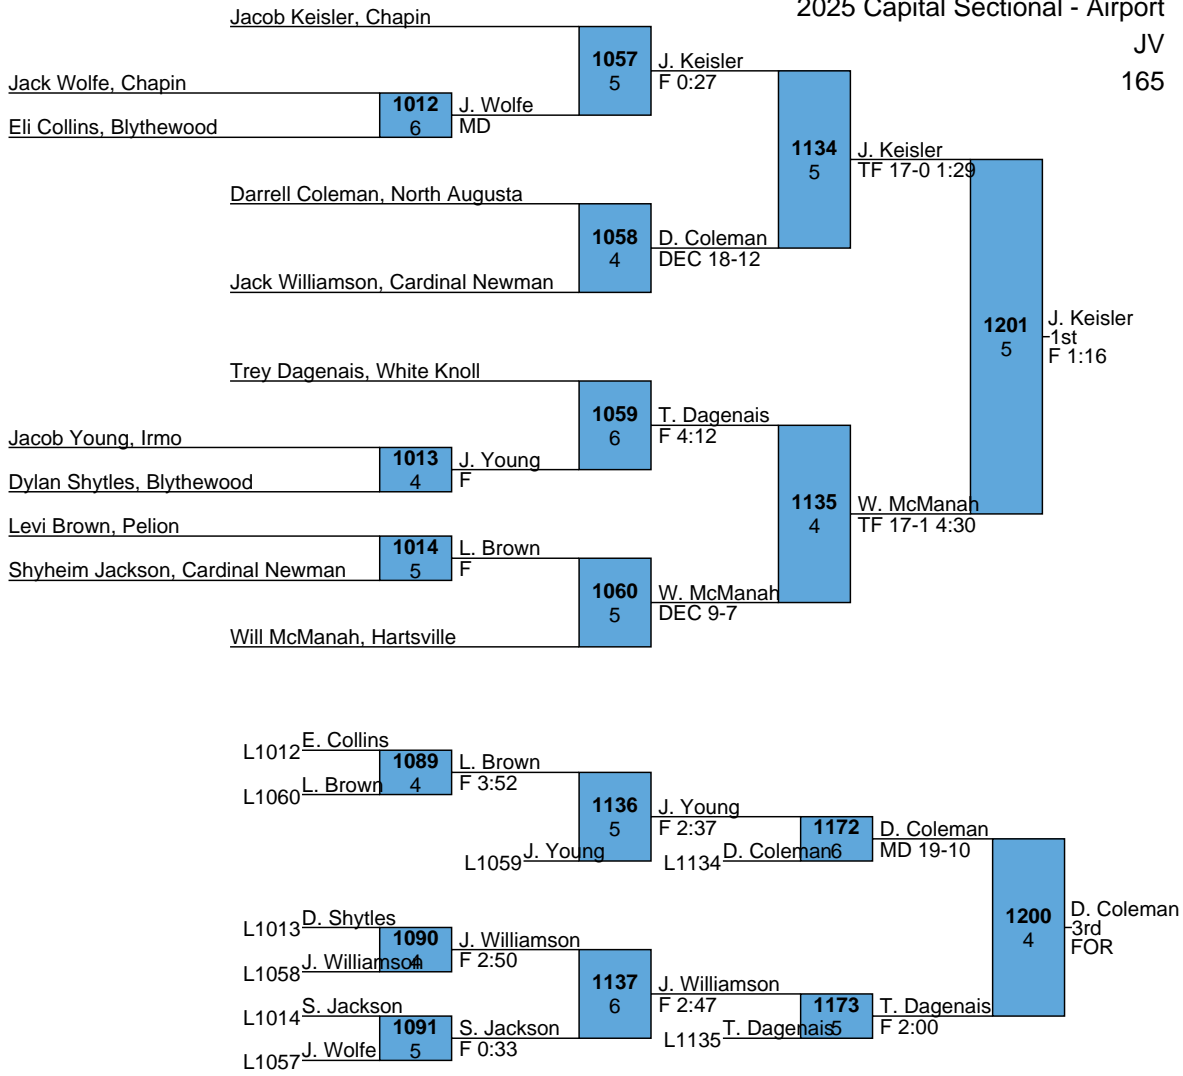 2025 Capital Sectional - Airport
JV
165
Jacob Keisler, Chapin
1057
5
J. Keisler
F 0:27
Jack Wolfe, Chapin
1012
6
J. Wolfe
MD
Eli Collins, Blythewood
1134
5
J. Keisler
TF 17-0 1:29
Darrell Coleman, North Augusta
1058
4
D. Coleman
DEC 18-12
Jack Williamson, Cardinal Newman
1201
5
J. Keisler
1st
F 1:16
Trey Dagenais, White Knoll
1059
6
T. Dagenais
F 4:12
Jacob Young, Irmo
1013
4
J. Young
F
Dylan Shytles, Blythewood
1135
4
W. McManah
TF 17-1 4:30
Levi Brown, Pelion
1014
5
L. Brown
F
Shyheim Jackson, Cardinal Newman
1060
5
W. McManah
DEC 9-7
Will McManah, Hartsville
L1012
E. Collins
1089
4
L. Brown
F 3:52
L1060
L. Brown
1136
5
J. Young
F 2:37
L1059
J. Young
L1134
D. Coleman
1172
6
D. Coleman
MD 19-10
L1013
D. Shytles
1090
4
J. Williamson
F 2:50
L1058
J. Williamson
1200
4
D. Coleman
3rd
FOR
1137
6
J. Williamson
F 2:47
L1014
S. Jackson
1091
5
S. Jackson
F 0:33
L1057
J. Wolfe
L1135
T. Dagenais
1173
5
T. Dagenais
F 2:00